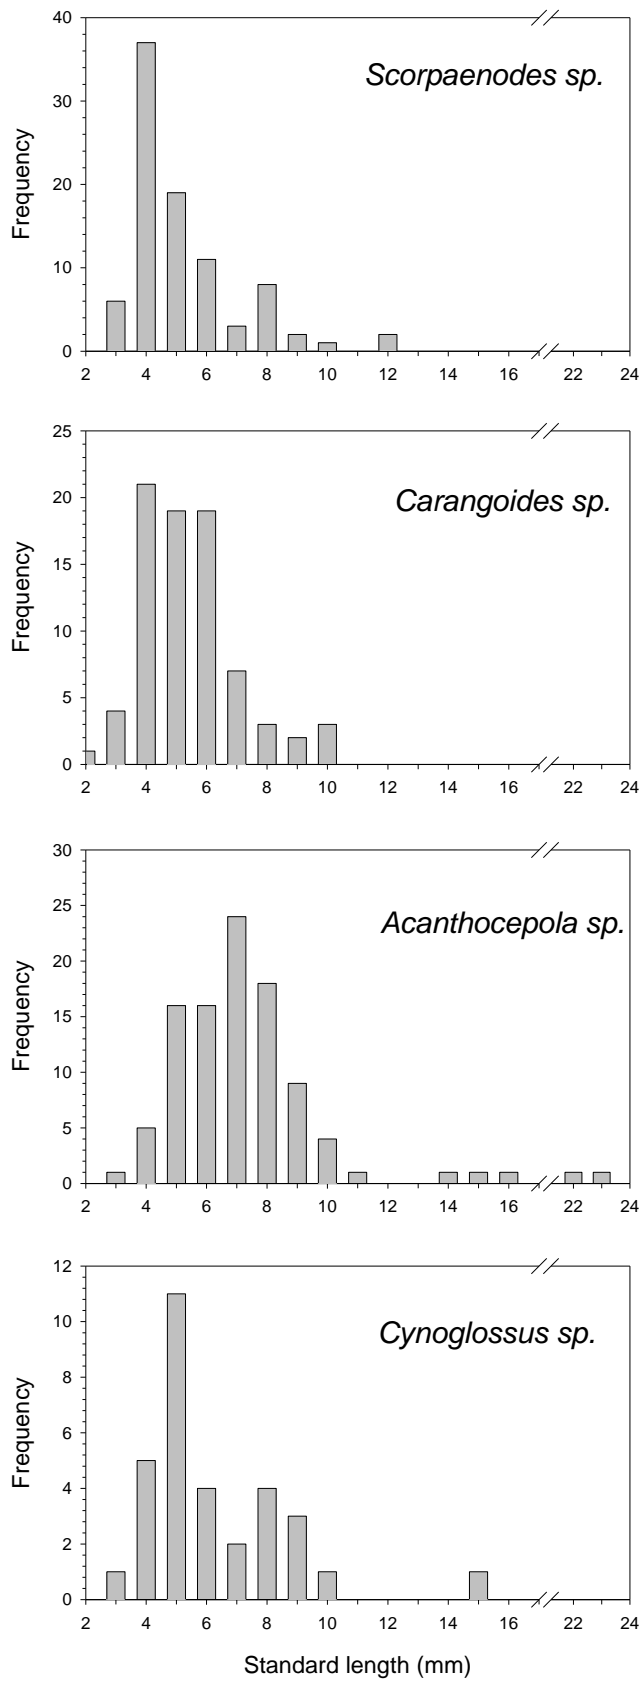 40
Scorpaenodes sp.
30
Frequency
20
10
0
2 4 6 8 10 12 14 16 22 24
25
Carangoides sp.
20
Frequency
15
10
5
0
2 4 6 8 10 12 14 16 22 24
30
Acanthocepola sp.
25
Frequency
20
15
10
5
0
2 4 6 8 10 12 14 16 22 24
12
Cynoglossus sp.
10
Frequency
8
6
4
2
0
2 4 6 8 10 12 14 16 22 24
Standard length (mm)